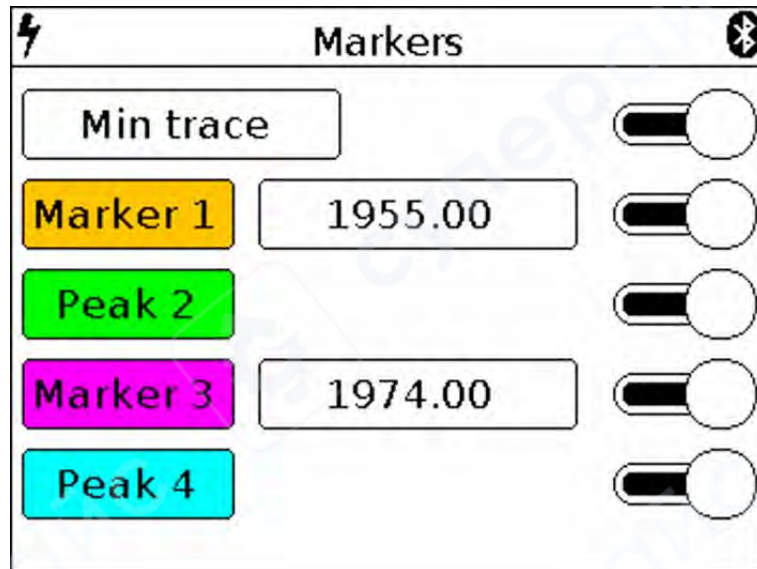 Markers
Min trace
Marker 1 1955.00
Peak 2
Marker 3 1974.00
Peak 4